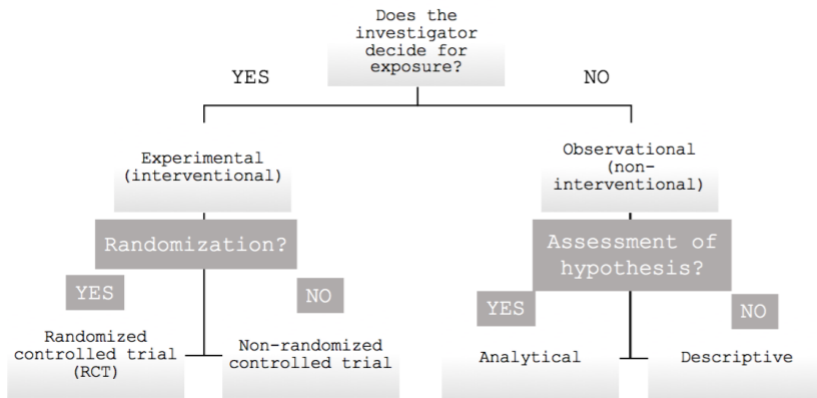 Does the
investigator
decide for
exposure?
YES
NO
Experimental
(interventional)
Observational
(non-
interventional)
Randomization?
Assessment of
hypothesis?
YES
NO
YES
NO
Randomized
controlled trial
(RCT)
Non-randomized
controlled trial
Analytical
Descriptive